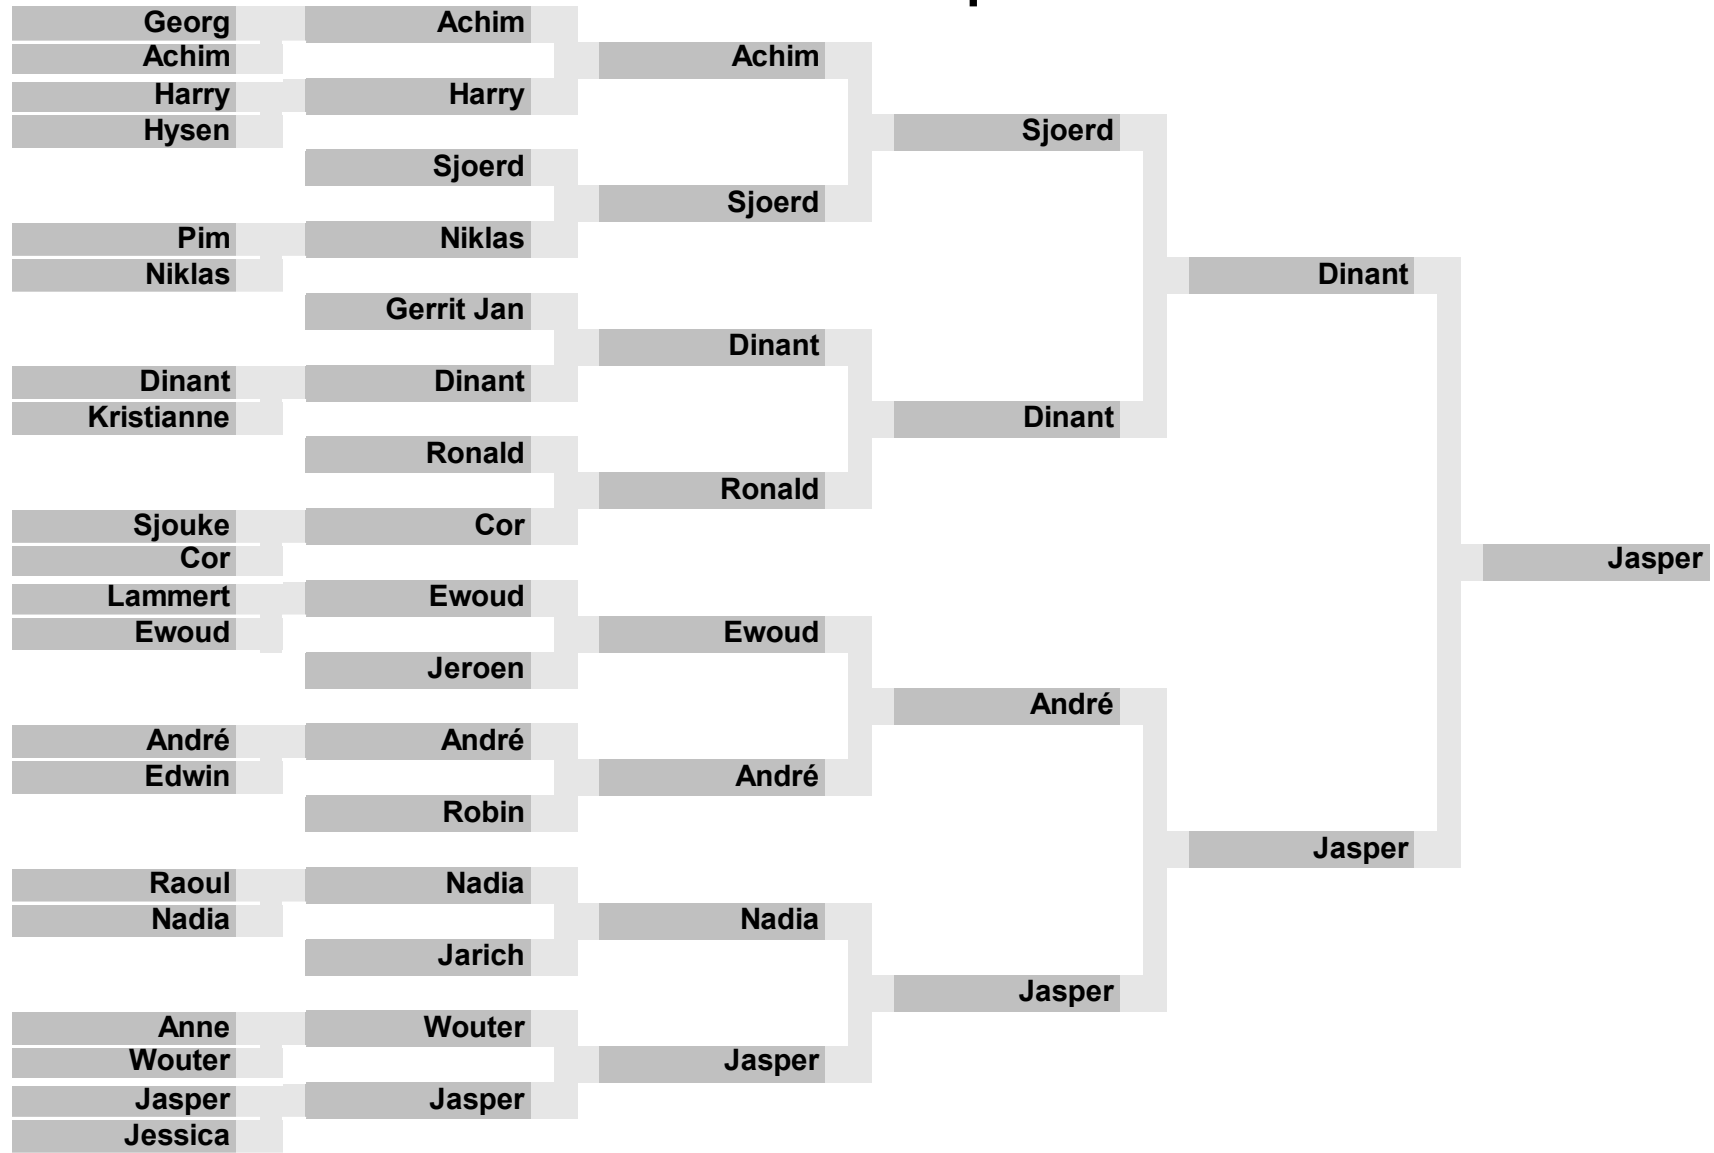 Georg
Achim
Achim
Achim
Harry
Harry
Hysen
Sjoerd
Sjoerd
Sjoerd
Pim
Niklas
Niklas
Dinant
Gerrit Jan
Dinant
Dinant
Dinant
Kristianne
Dinant
Ronald
Ronald
Sjouke
Cor
Cor
Jasper
Lammert
Ewoud
Ewoud
Ewoud
Jeroen
André
André
André
Edwin
André
Robin
Jasper
Raoul
Nadia
Nadia
Nadia
Jarich
Jasper
Anne
Wouter
Wouter
Jasper
Jasper
Jasper
Jessica